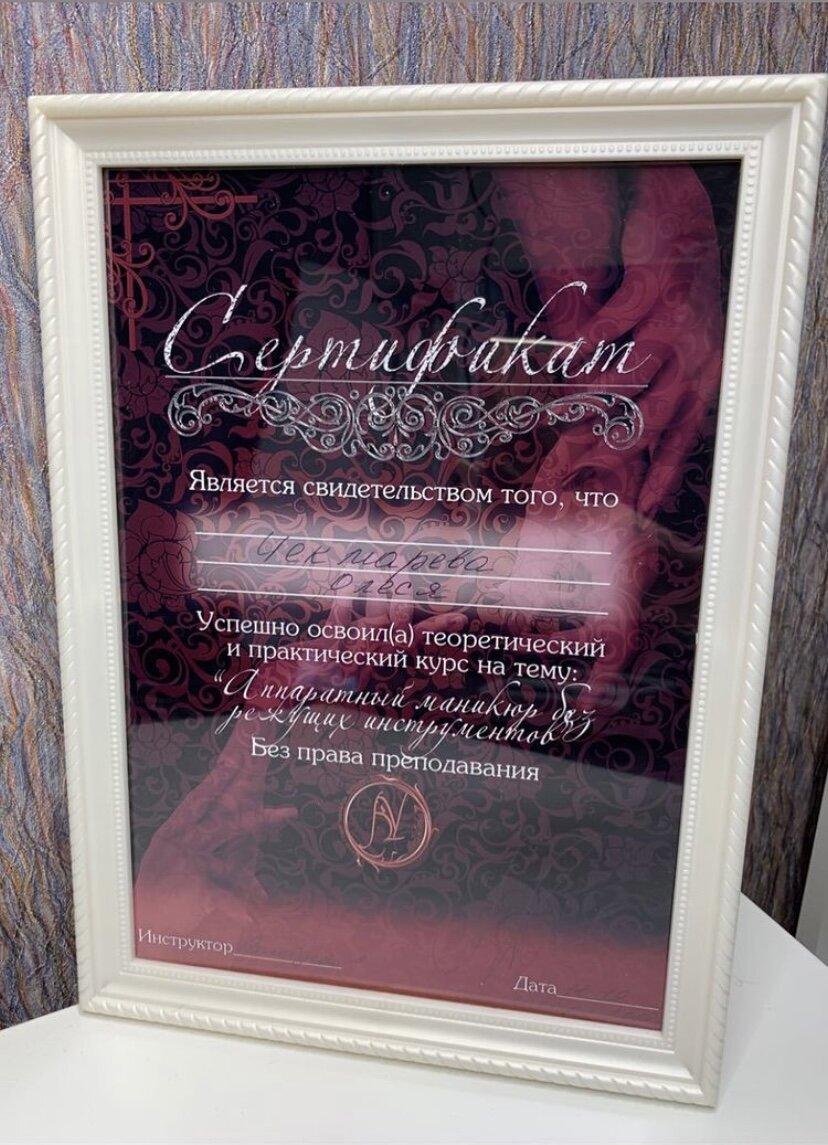 Сертификат
Является свидетельством того, что
Чекмарева
Олеся
Успешно освоил(а) теоретический
и практический курс на тему:
"Аппаратный маникюр без
режущих инструментов"
Без права преподавания
Инструктор
Дата